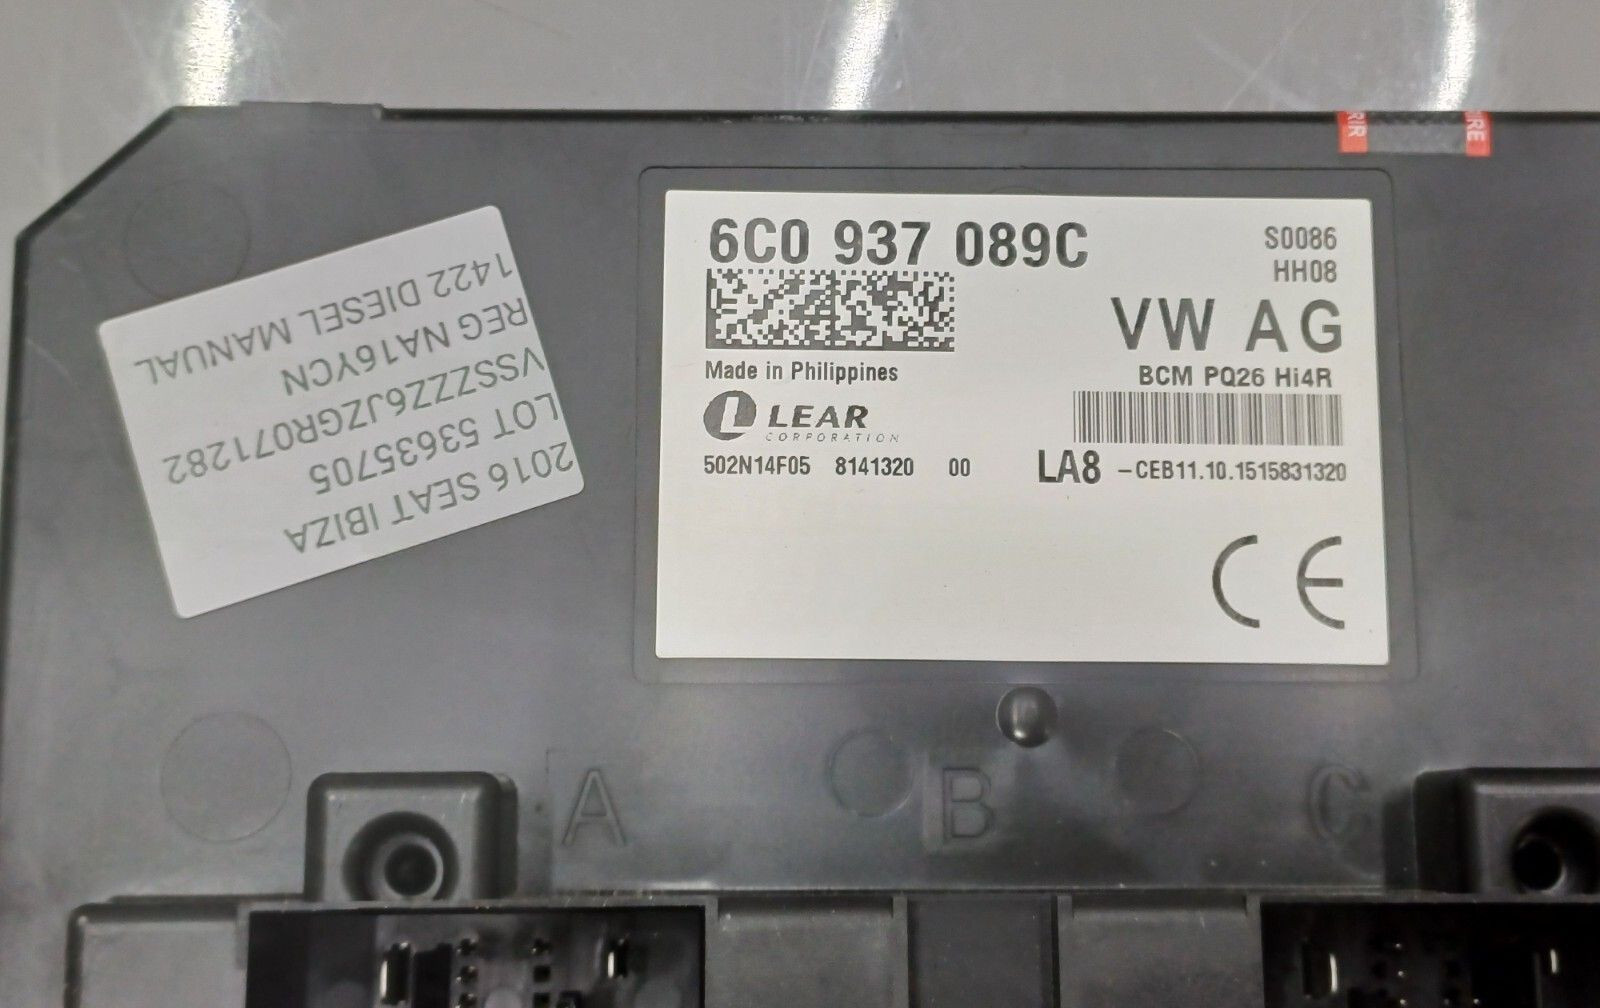 2016 SEAT IBIZA
LOT 53635705
VSSZZZ6JZGR071282
REG NA16YCN
1422 DIESEL MANUAL
6C0 937 089C
S0086
HH08
VW AG
BCM PQ26 Hi4R
Made in Philippines
LEAR
CORPORATION
502N14F05 8141320 00
LA8 -CEB11.10.1515831320
CE
A B C